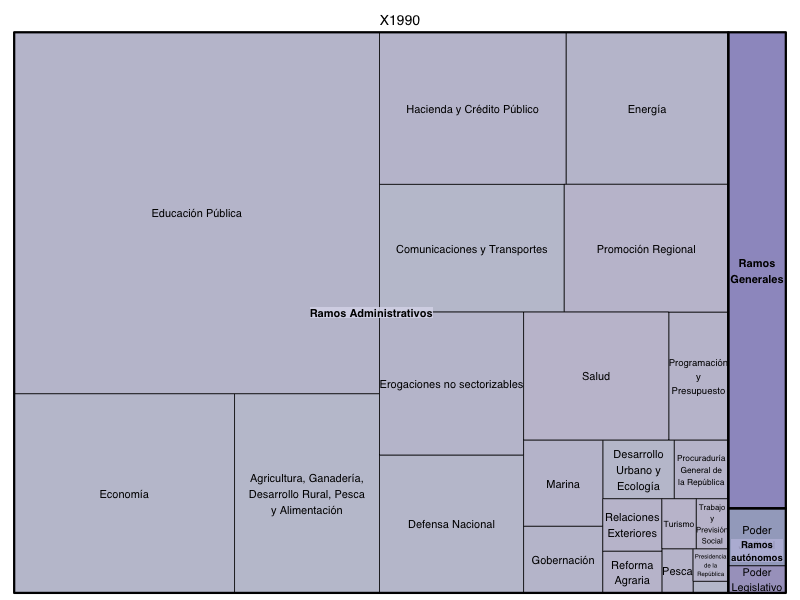 X1990
Educación Pública
Hacienda y Crédito Público
Energía
Comunicaciones y Transportes
Promoción Regional
Ramos
Generales
Ramos Administrativos
Erogaciones no sectorizables
Salud
Programación
y
Presupuesto
Economía
Agricultura, Ganadería,
Desarrollo Rural, Pesca
y Alimentación
Defensa Nacional
Marina
Gobernación
Desarrollo
Urbano y
Ecología
Procuraduría
General de
la República
Relaciones
Exteriores
Turismo
Trabajo
y
Previsión
Social
Reforma
Agraria
Pesca
Presidencia
de la
República
Poder
Ramos
autónomos
Poder
Legislativo